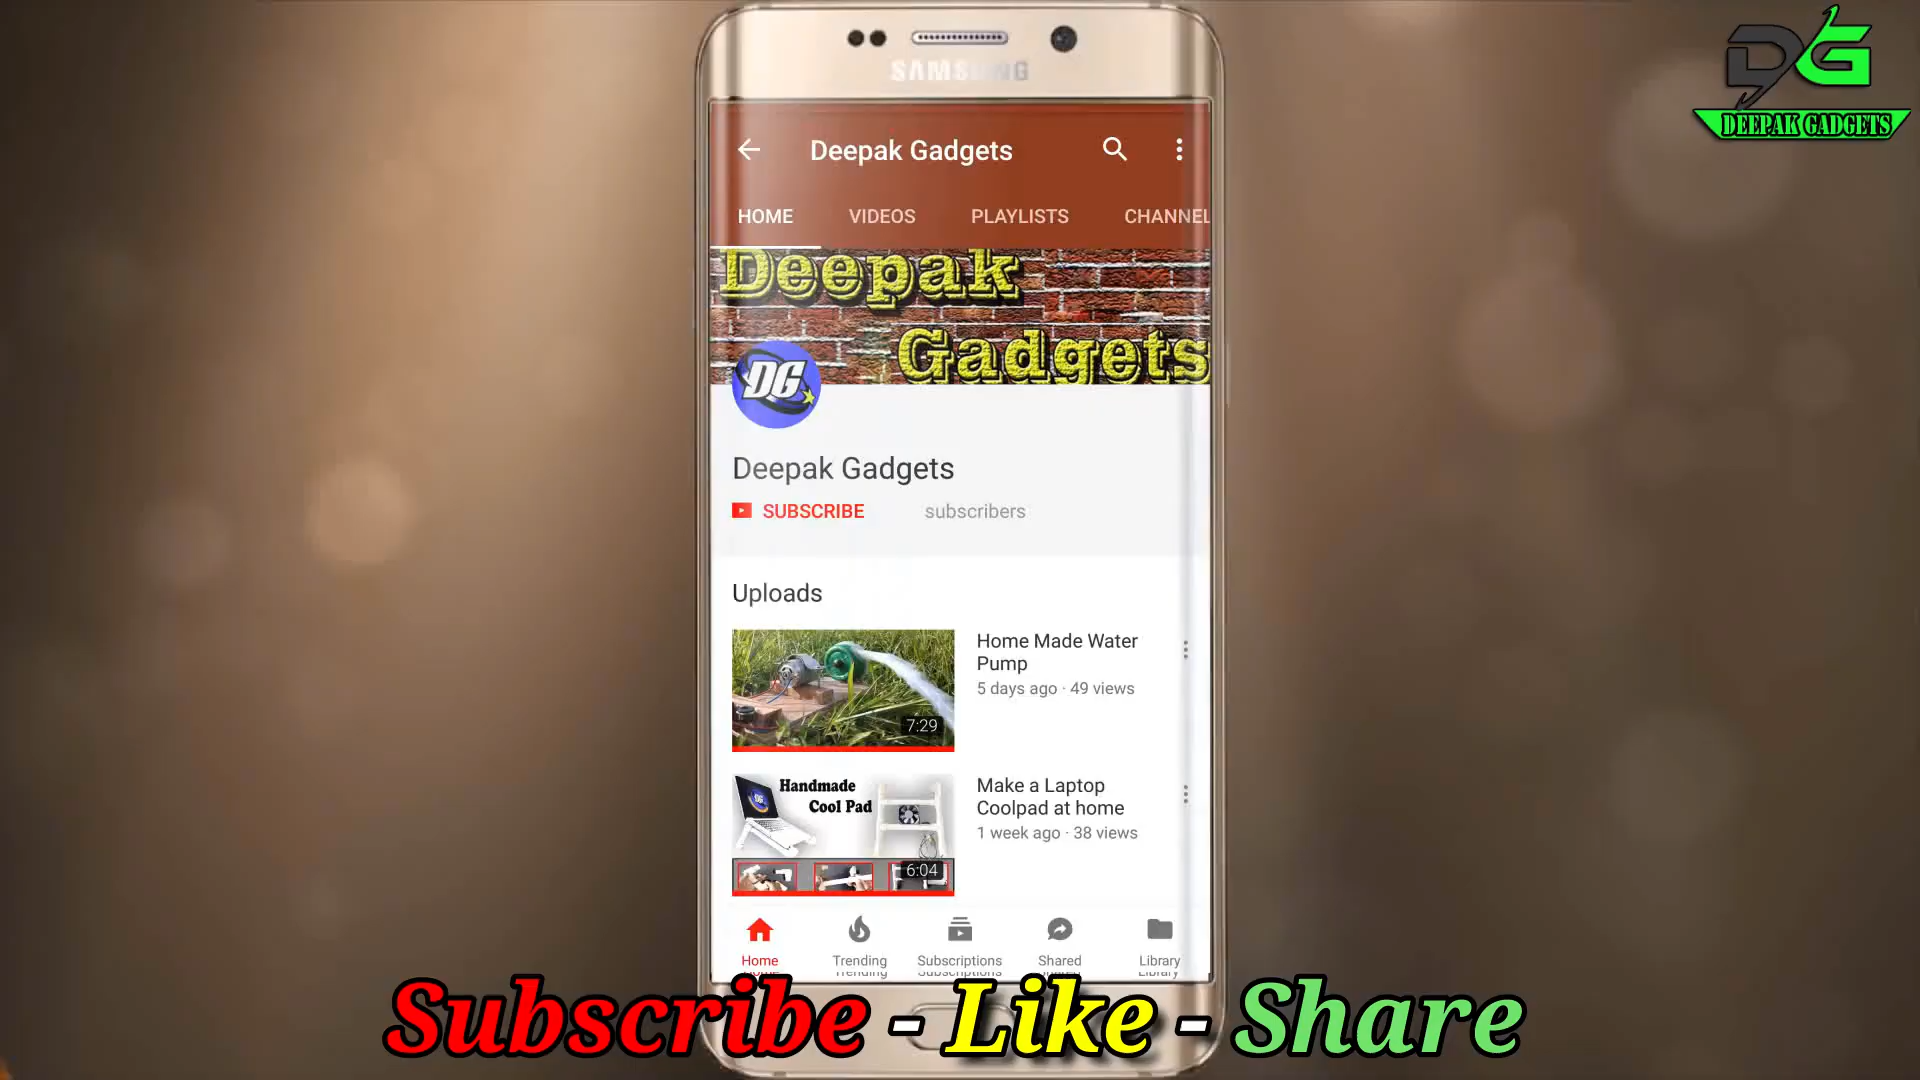 DG
DEEPAK GADGETS
SAMSUNG
Deepak Gadgets
HOME VIDEOS PLAYLISTS CHANNEL
Deepak
Gadgets
DG
Deepak Gadgets
SUBSCRIBE subscribers
Uploads
Home Made Water
Pump
5 days ago · 49 views
7:29
Handmade
Cool Pad
Make a Laptop
Coolpad at home
1 week ago · 38 views
6:04
Home Trending Subscriptions Shared Library
Subscribe - Like - Share